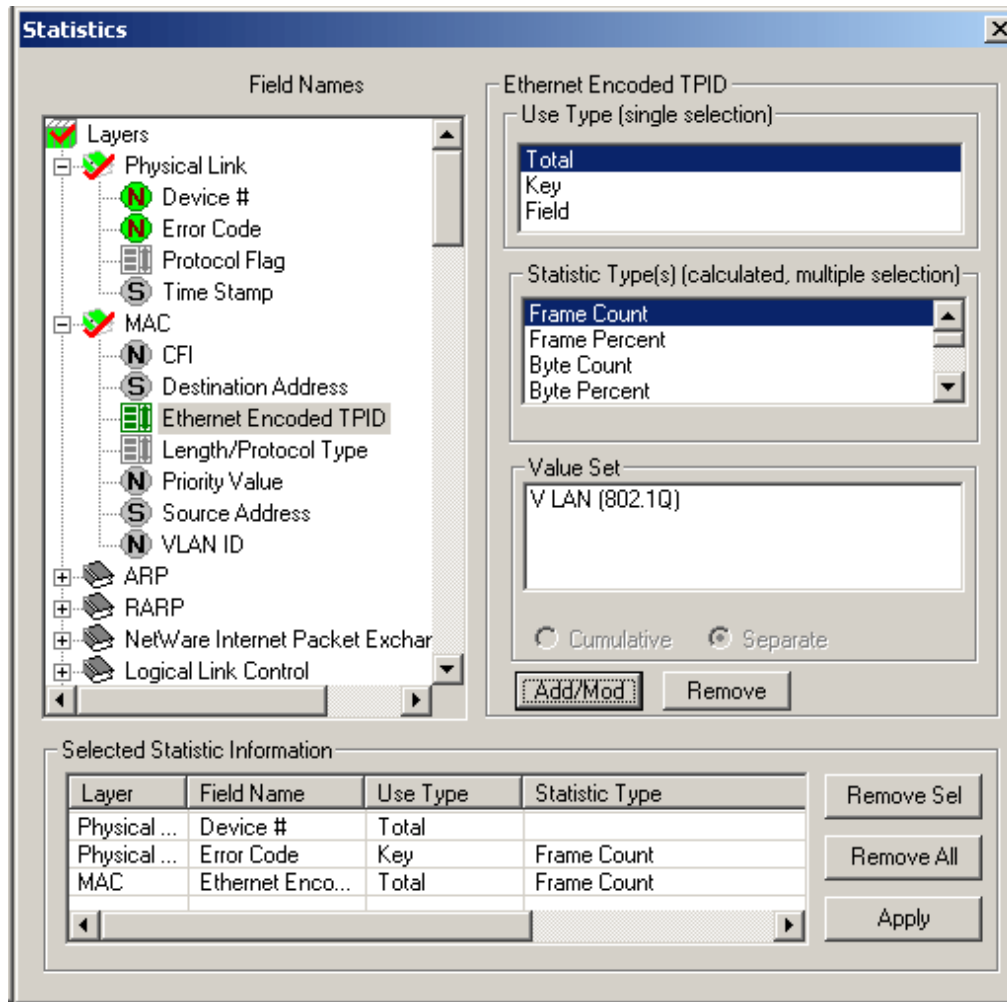 Statistics
Field Names
Layers
Physical Link
N Device #
N Error Code
Protocol Flag
S Time Stamp
MAC
N CFI
S Destination Address
Ethernet Encoded TPID
Length/Protocol Type
N Priority Value
S Source Address
N VLAN ID
ARP
RARP
NetWare Internet Packet Exchar
Logical Link Control
Ethernet Encoded TPID
Use Type (single selection)
Total
Key
Field
Statistic Type(s) (calculated, multiple selection)
Frame Count
Frame Percent
Byte Count
Byte Percent
Value Set
V LAN (802.1Q)
Cumulative Separate
Add/Mod Remove
Selected Statistic Information
Layer Field Name Use Type Statistic Type
Physical ... Device # Total
Physical ... Error Code Key Frame Count
MAC Ethernet Enco... Total Frame Count
Remove Sel
Remove All
Apply